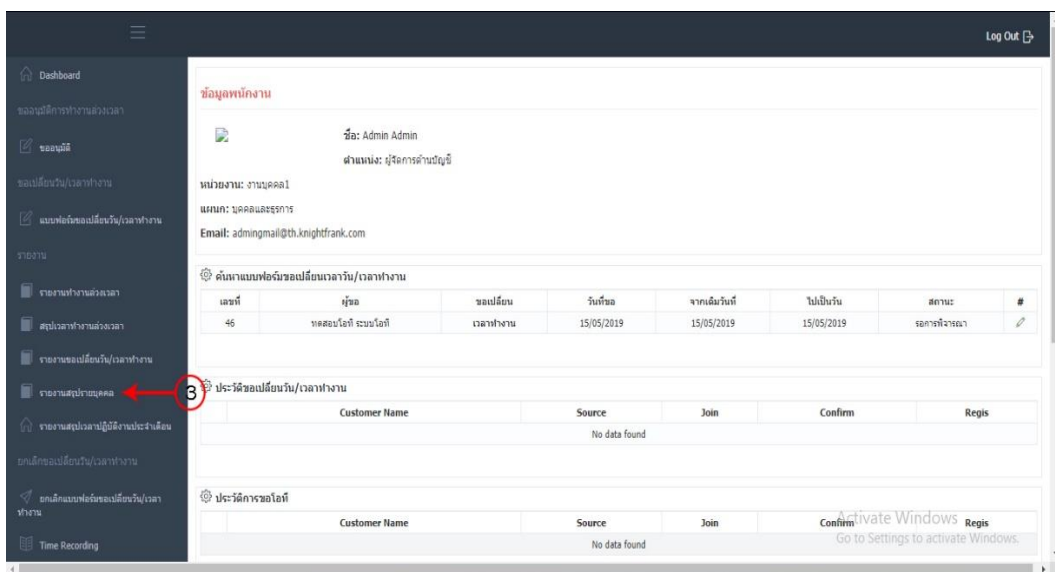 Log Out
Dashboard
ขออนุมัติการทำงานล่วงเวลา
ขออนุมัติ
ขอเปลี่ยนวัน/เวลาทำงาน
แบบฟอร์มขอเปลี่ยนวัน/เวลาทำงาน
รายงาน
รายงานทำงานล่วงเวลา
สรุปเวลาทำงานล่วงเวลา
รายงานขอเปลี่ยนวัน/เวลาทำงาน
รายงานสรุปรายบุคคล
รายงานสรุปเวลาปฏิบัติงานประจำเดือน
ยกเลิกขอเปลี่ยนวัน/เวลาทำงาน
ยกเลิกแบบฟอร์มขอเปลี่ยนวัน/เวลา
ทำงาน
Time Recording
3
ข้อมูลพนักงาน
ชื่อ: Admin Admin
ตำแหน่ง: ผู้จัดการด้านบัญชี
หน่วยงาน: งานบุคคล1
แผนก: บุคคลและธุรการ
Email: admingmail@th.knightfrank.com
ค้นหาแบบฟอร์มขอเปลี่ยนเวลาวัน/เวลาทำงาน
เลขที่ ผู้ขอ ขอเปลี่ยน วันที่ขอ จากเดิมวันที่ ไปเป็นวัน สถานะ #
46 ทดสอบโอที ระบบโอที เวลาทำงาน 15/05/2019 15/05/2019 15/05/2019 รอการพิจารณา
ประวัติขอเปลี่ยนวัน/เวลาทำงาน
Customer Name Source Join Confirm Regis
No data found
ประวัติการขอโอที
Customer Name Source Join Confirm Regis
No data found
Activate Windows
Go to Settings to activate Windows.